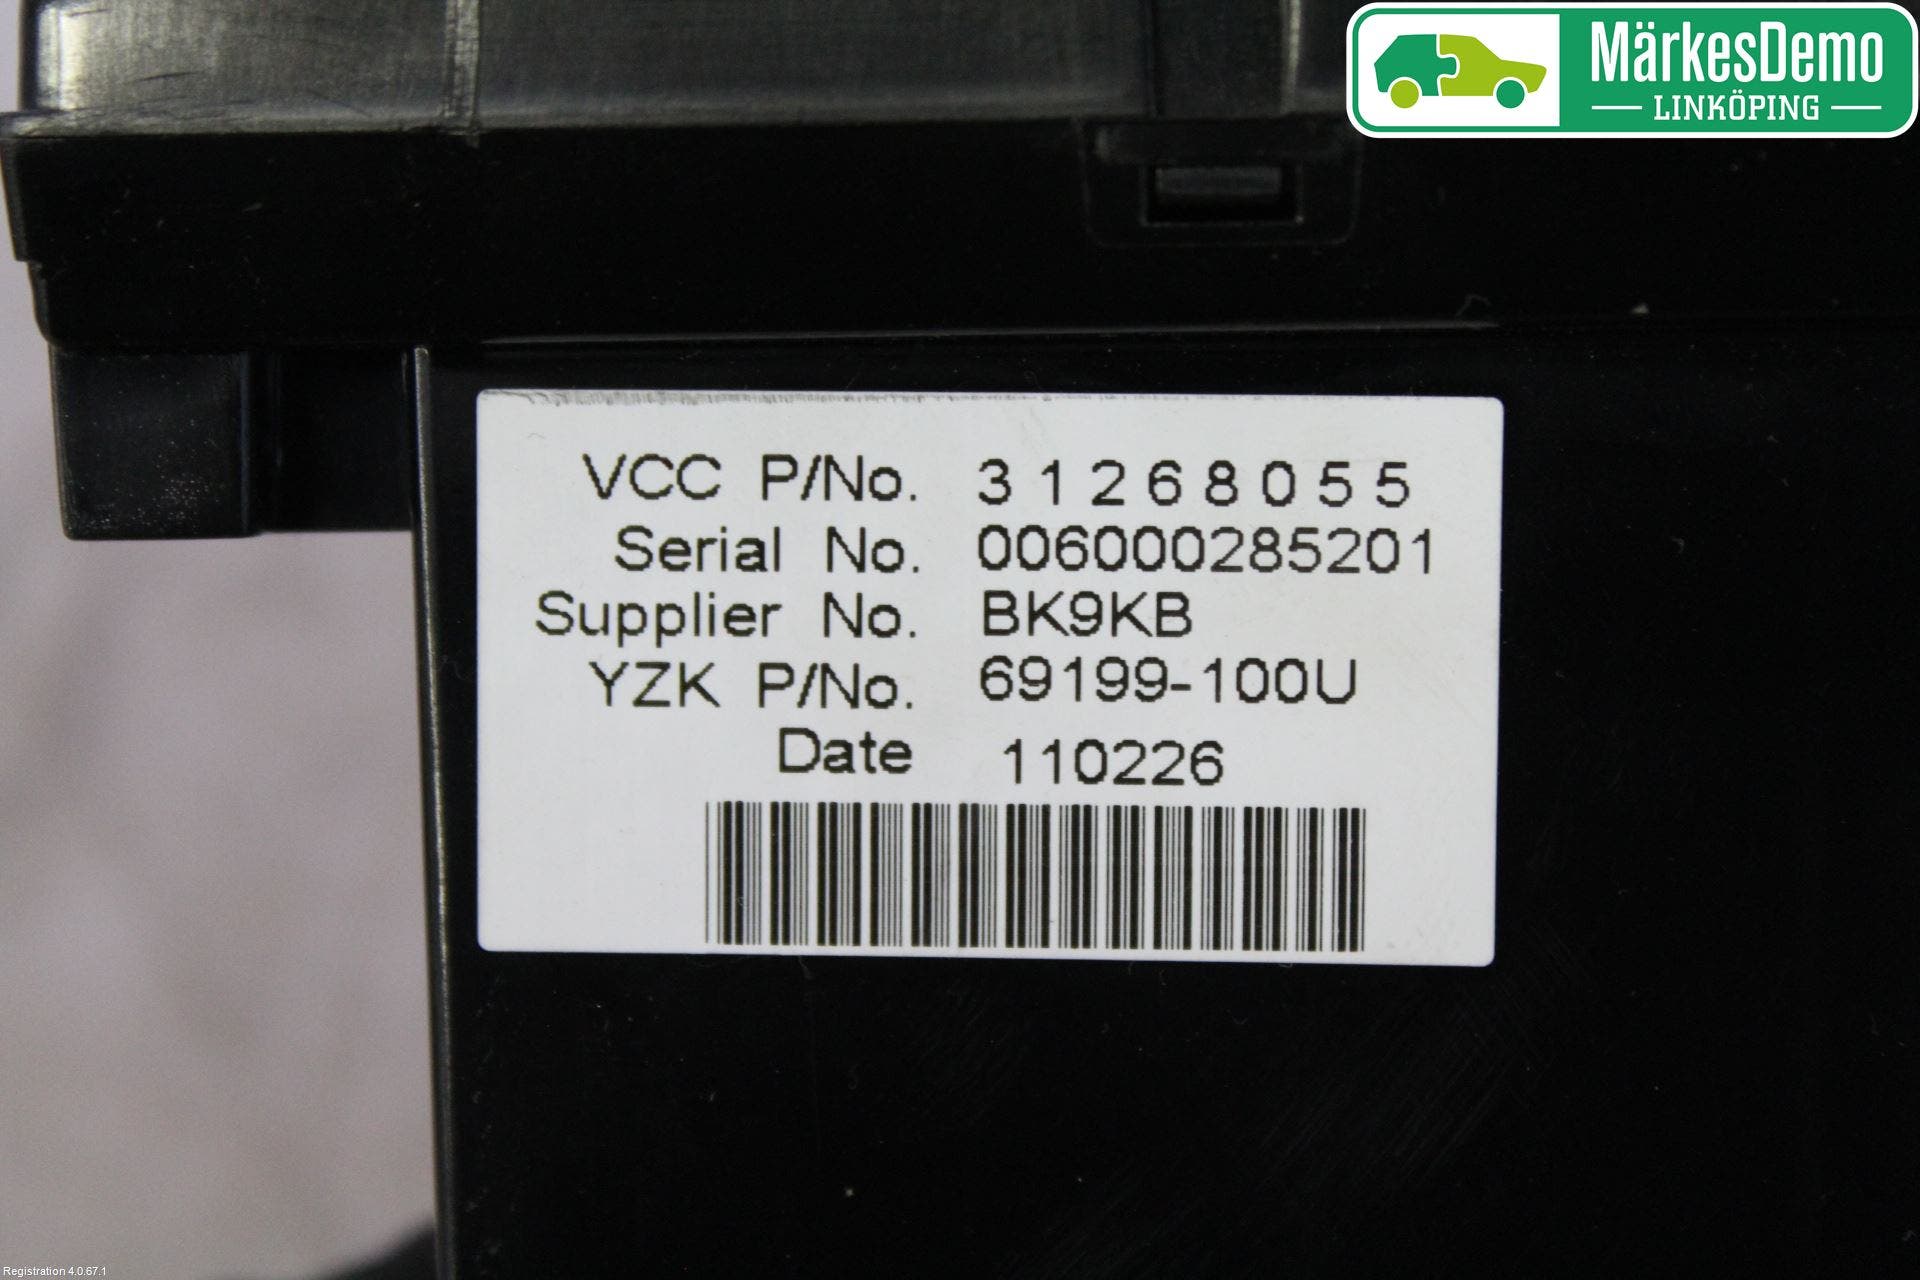 MärkesDemo
LINKÖPING
VCC P/No. 31268055
Serial No. 006000285201
Supplier No. BK9KB
YZK P/No. 69199-100U
Date 110226
Registration 4.0.67.1